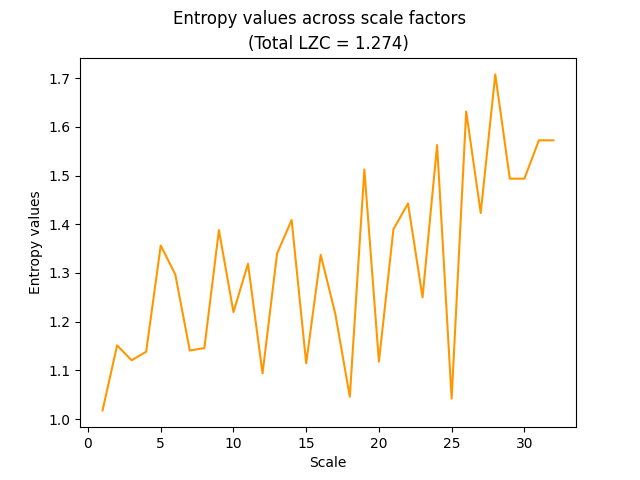 Entropy values across scale factors
(Total LZC = 1.274)
1.7
1.6
1.5
1.4
1.3
1.2
1.1
1.0
Entropy values
0 5 10 15 20 25 30
Scale